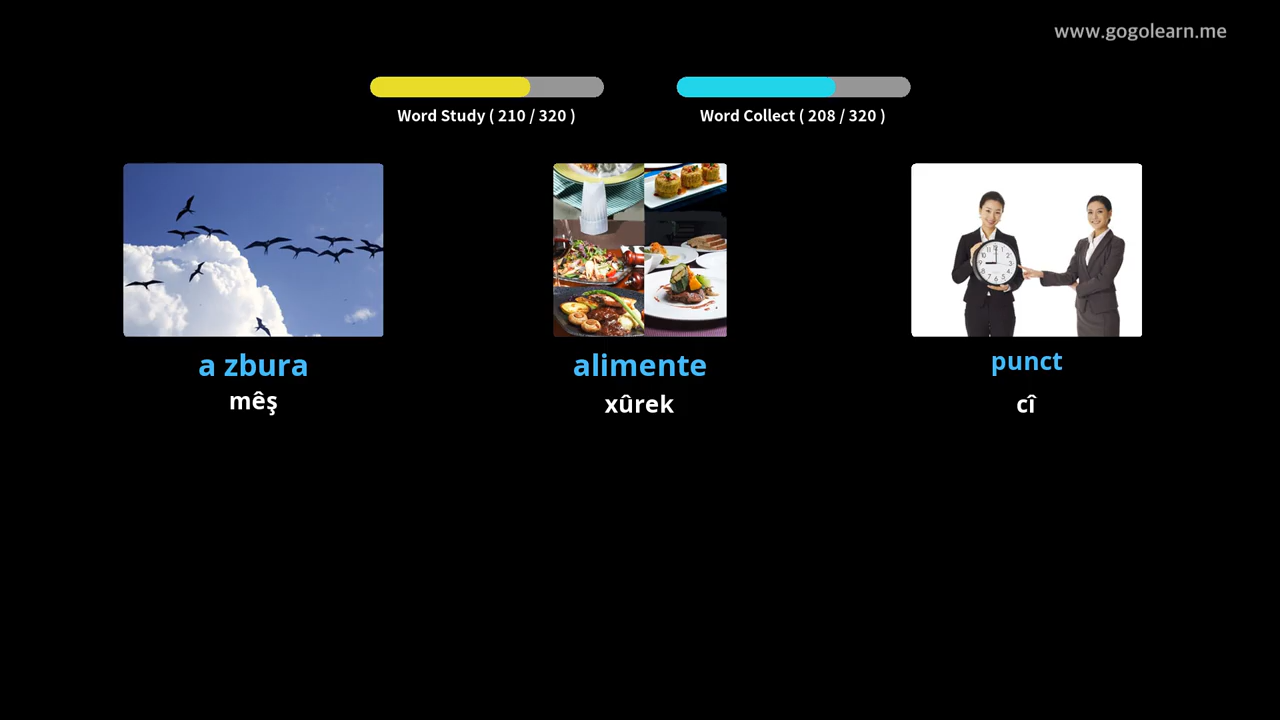 www.gogolearn.me
Word Study ( 210 / 320 )
Word Collect ( 208 / 320 )
a zbura
alimente
punct
mêş
xûrek
cî